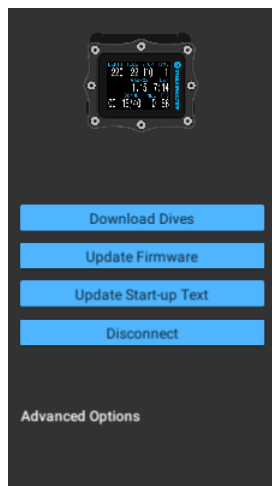 Download Dives
Update Firmware
Update Start-up Text
Disconnect
Advanced Options